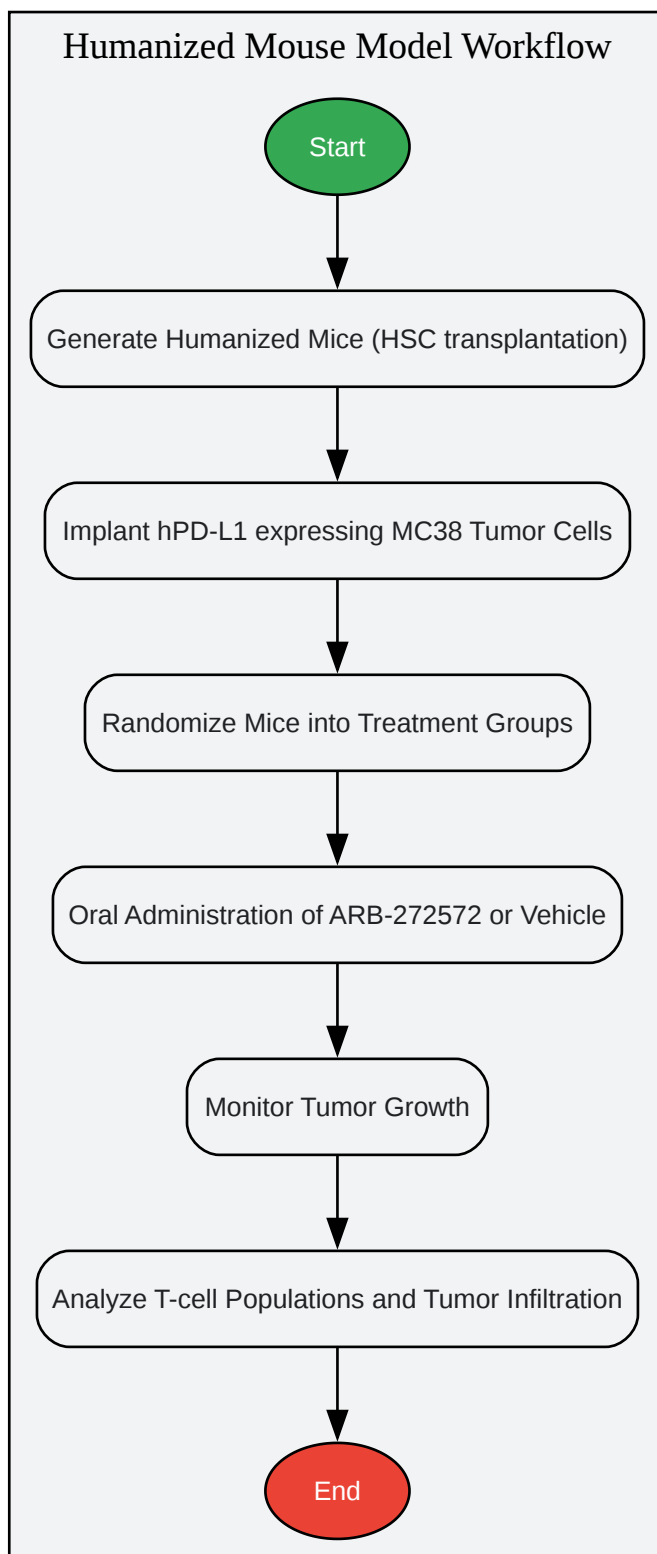 Humanized Mouse Model Workflow
Start
Generate Humanized Mice (HSC transplantation)
Implant hPD-L1 expressing MC38 Tumor Cells
Randomize Mice into Treatment Groups
Oral Administration of ARB-272572 or Vehicle
Monitor Tumor Growth
Analyze T-cell Populations and Tumor Infiltration
End